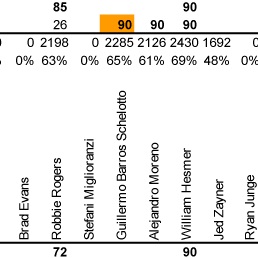 85 90
26 90 90 90
0 2198 0 2285 2126 2430 1692
0% 63% 0% 65% 61% 69% 48% 0%
Brad Evans
Robbie Rogers
Stefani Miglioranzi
Guillermo Barros Schelotto
Alejandro Moreno
William Hesmer
Jed Zayner
Ryan Junge
72 90